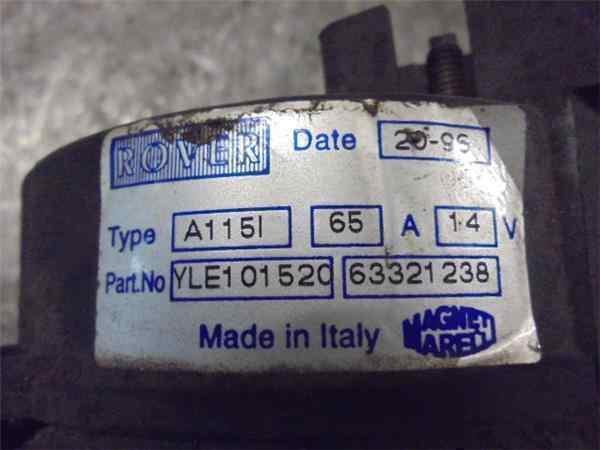 ROVER Date 20-96
Type A115I 65 A 14 V
Part.No YLE101520 63321238
Made in Italy MAGNETI MARELLI